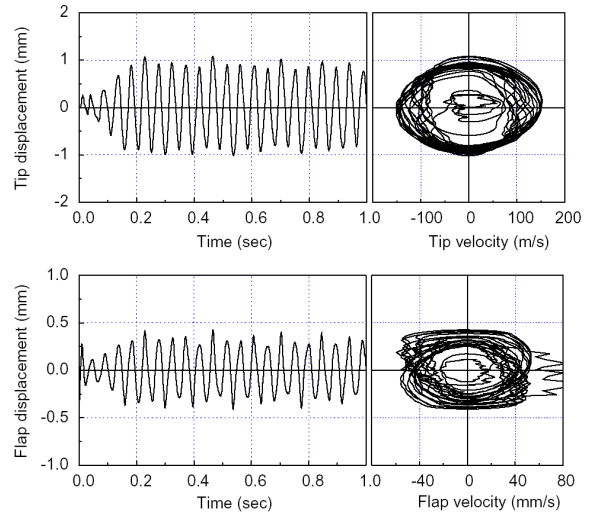 2
1
0
-1
-2
Tip displacement (mm)
0.0 0.2 0.4 0.6 0.8 1.0
Time (sec)
-100 0 100 200
Tip velocity (m/s)
1.0
0.5
0.0
-0.5
-1.0
Flap displacement (mm)
0.0 0.2 0.4 0.6 0.8 1.0
Time (sec)
-40 0 40 80
Flap velocity (mm/s)